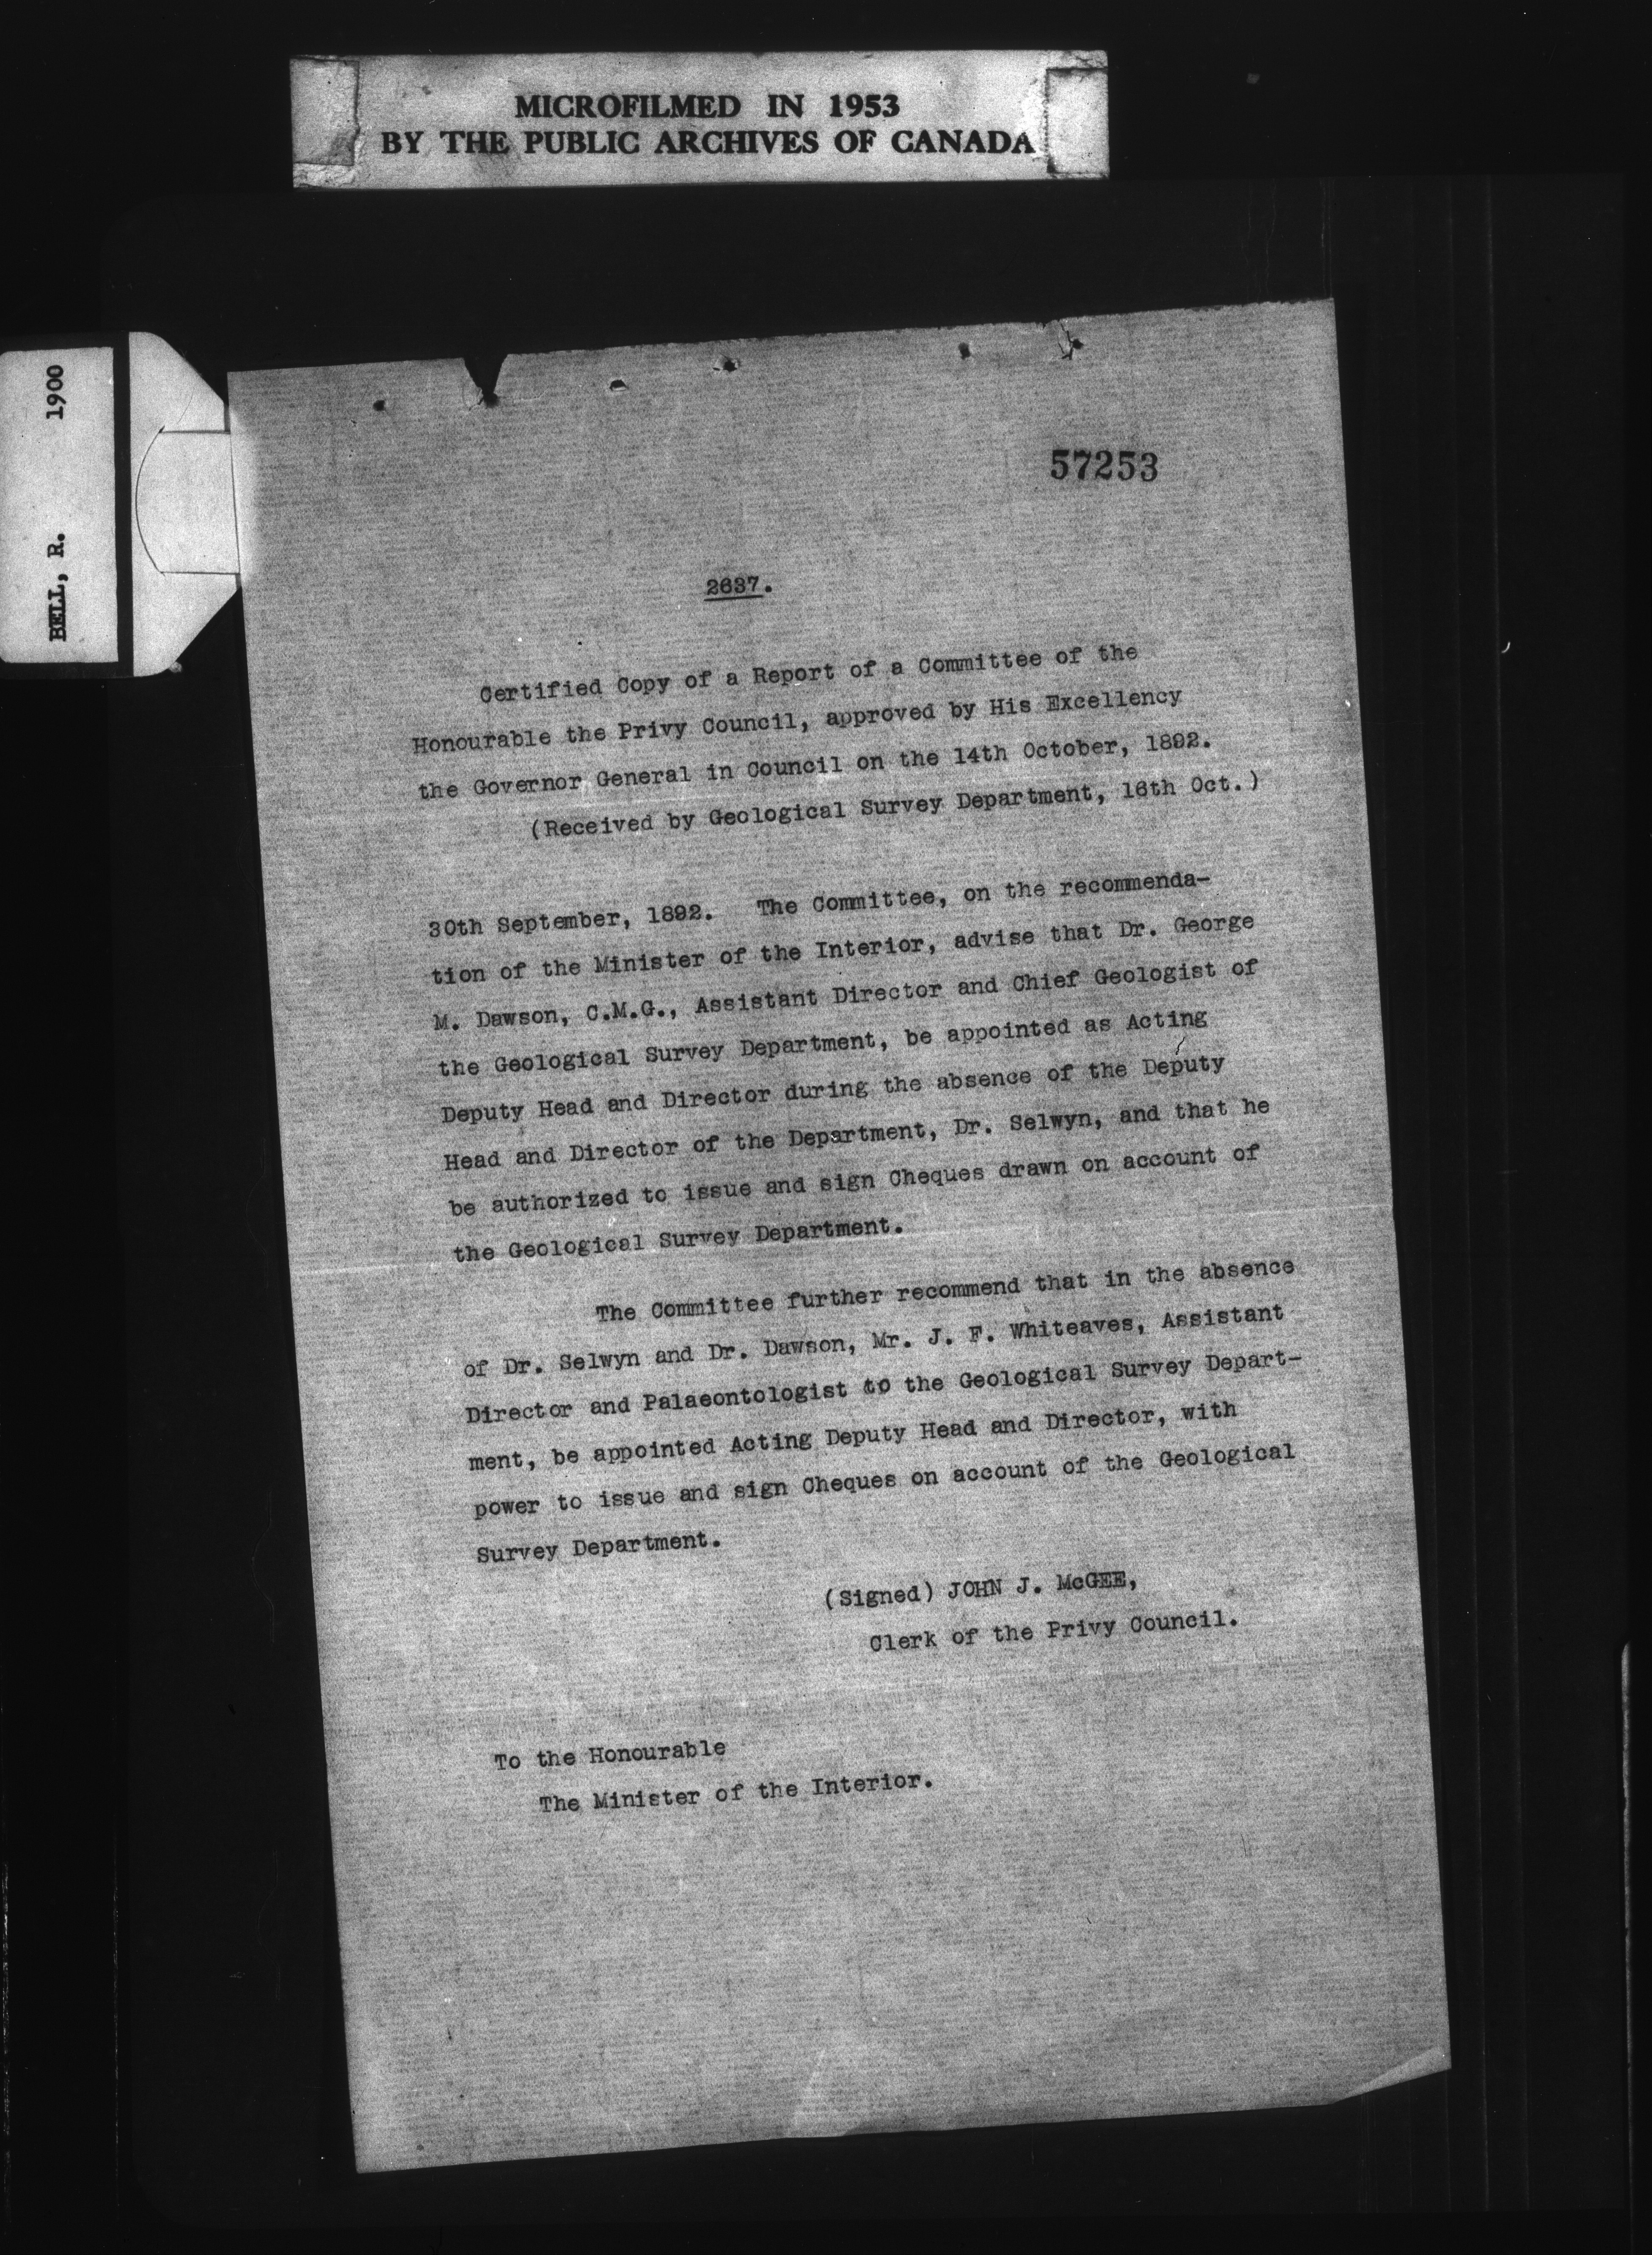 MICROFILMED IN 1953
BY THE PUBLIC ARCHIVES OF CANADA
BELL, R. 1900
57253
2637.
Certified Copy of a Report of a Committee of the
Honourable the Privy Council, approved by His Excellency
the Governor General in Council on the 14th October, 1892.
(Received by Geological Survey Department, 16th Oct.)
30th September, 1892. The Committee, on the recommenda-
tion of the Minister of the Interior, advise that Dr. George
M. Dawson, C.M.G., Assistant Director and Chief Geologist of
the Geological Survey Department, be appointed as Acting
Deputy Head and Director during the absence of the Deputy
Head and Director of the Department, Dr. Selwyn, and that he
be authorized to issue and sign Cheques drawn on account of
the Geological Survey Department.
The Committee further recommend that in the absence
of Dr. Selwyn and Dr. Dawson, Mr. J. F. Whiteaves, Assistant
Director and Palaeontologist to the Geological Survey Depart-
ment, be appointed Acting Deputy Head and Director, with
power to issue and sign Cheques on account of the Geological
Survey Department.
(Signed) JOHN J. McGEE,
Clerk of the Privy Council.
To the Honourable
The Minister of the Interior.